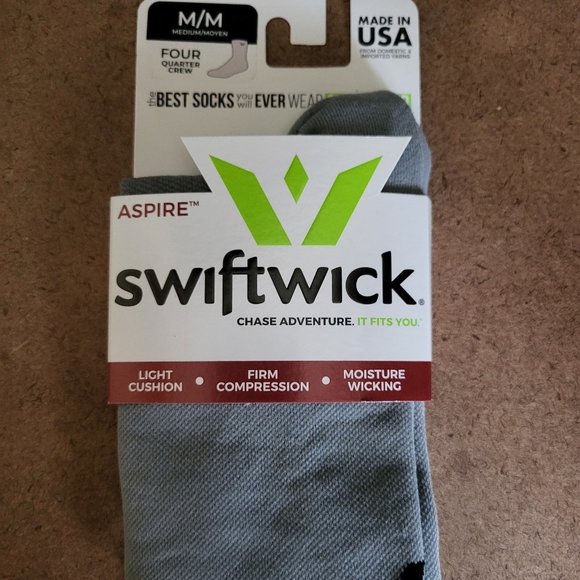 M/M
MEDIUM/MOYEN
FOUR
QUARTER
CREW
MADE IN
USA
FROM DOMESTIC &
IMPORTED YARNS
the BEST SOCKS you will EVER WEAR
ASPIRE™
swiftwick®
CHASE ADVENTURE. IT FITS YOU.™
LIGHT CUSHION • FIRM COMPRESSION • MOISTURE WICKING